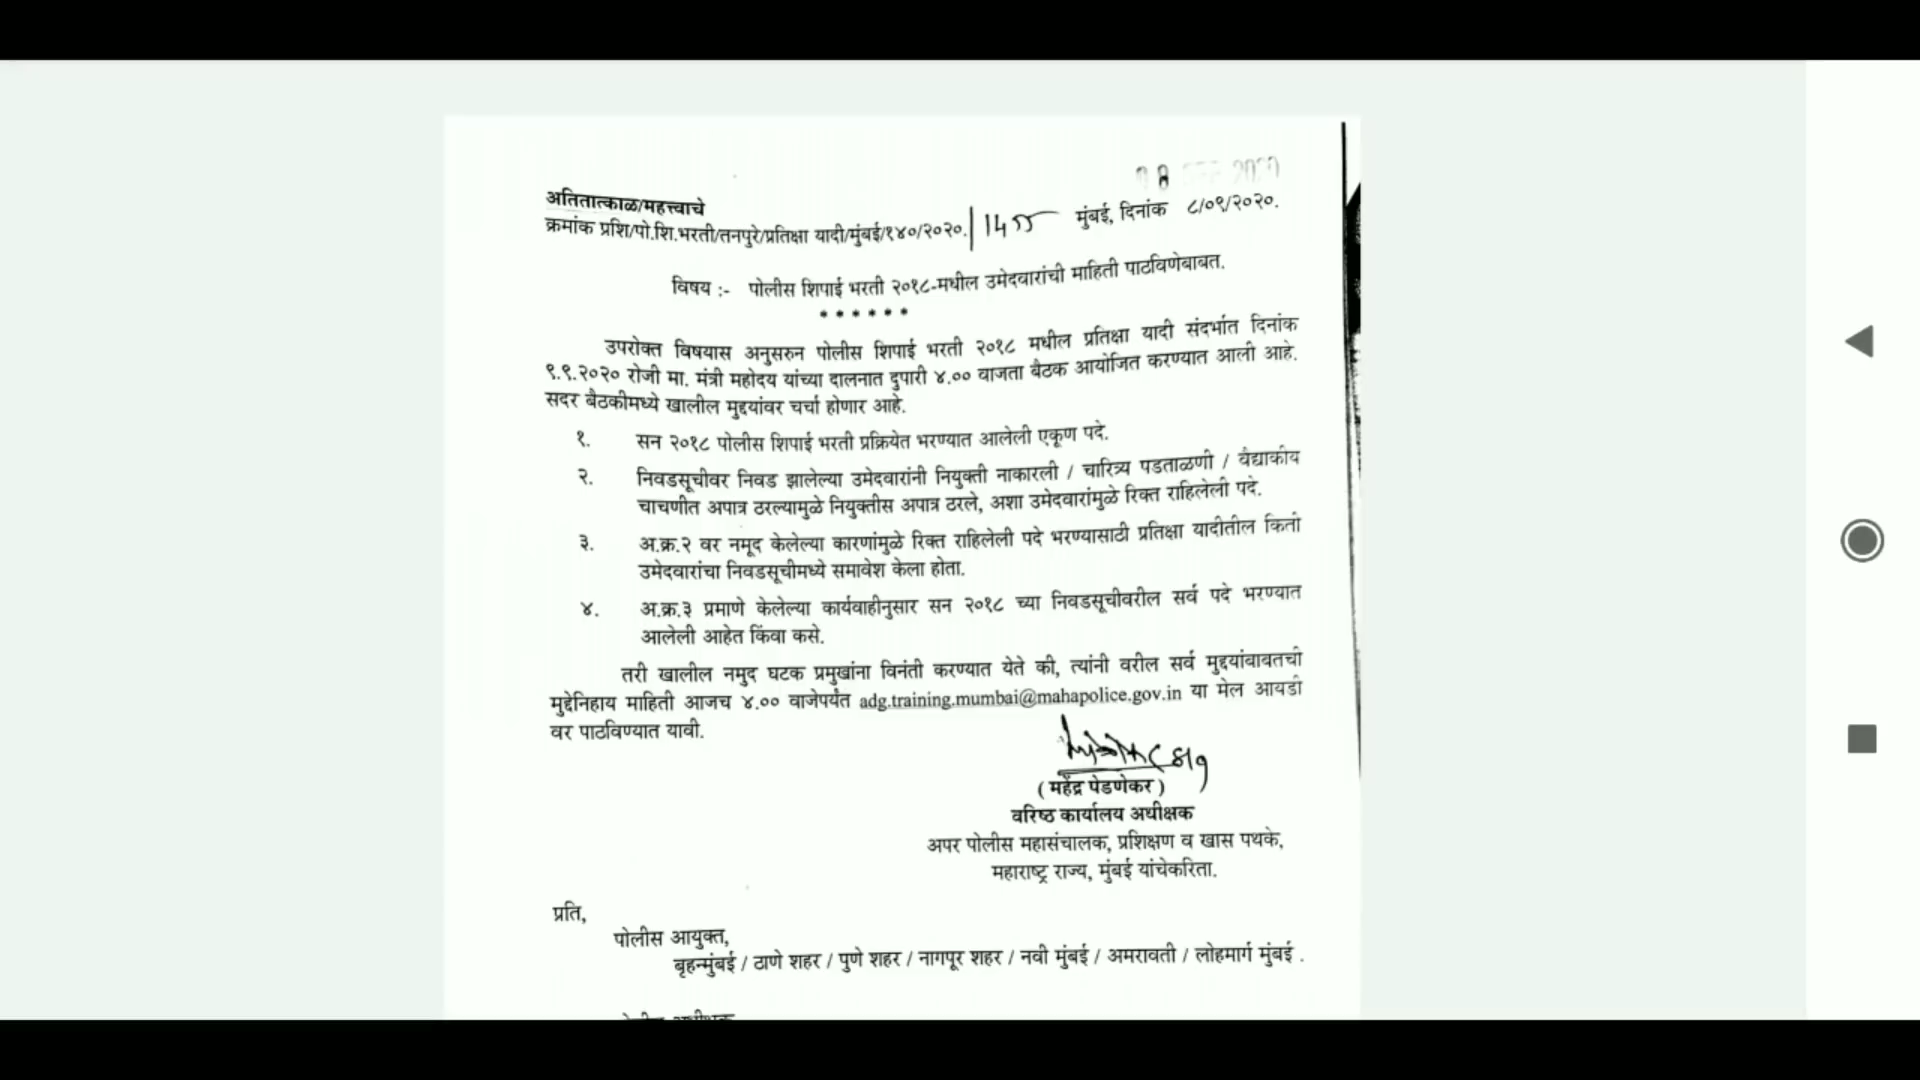 अतितात्काळ/महत्त्वाचे
क्रमांक प्रशि/पो.शि.भरती/तनपुरे/प्रतिक्षा यादी/मुंबई/१४०/२०२०. मुंबई, दिनांक ८/०९/२०२०.
विषय :- पोलीस शिपाई भरती २०१८-मधील उमेदवारांची माहिती पाठविणेबाबत.
* * * * * *
उपरोक्त विषयास अनुसरुन पोलीस शिपाई भरती २०१८ मधील प्रतिक्षा यादी संदर्भात दिनांक
९.९.२०२० रोजी मा. मंत्री महोदय यांच्या दालनात दुपारी ४.०० वाजता बैठक आयोजित करण्यात आली आहे.
सदर बैठकीमध्ये खालील मुद्दयांवर चर्चा होणार आहे.
१. सन २०१८ पोलीस शिपाई भरती प्रक्रियेत भरण्यात आलेली एकूण पदे.
२. निवडसूचीवर निवड झालेल्या उमेदवारांनी नियुक्ती नाकारली / चारित्र्य पडताळणी / वैद्याकीय
चाचणीत अपात्र ठरल्यामुळे नियुक्तीस अपात्र ठरले, अशा उमेदवारांमुळे रिक्त राहिलेली पदे.
३. अ.क्र.२ वर नमूद केलेल्या कारणांमुळे रिक्त राहिलेली पदे भरण्यासाठी प्रतिक्षा यादीतील किती
उमेदवारांचा निवडसूचीमध्ये समावेश केला होता.
४. अ.क्र.३ प्रमाणे केलेल्या कार्यवाहीनुसार सन २०१८ च्या निवडसूचीवरील सर्व पदे भरण्यात
आलेली आहेत किंवा कसे.
तरी खालील नमुद घटक प्रमुखांना विनंती करण्यात येते की, त्यांनी वरील सर्व मुद्दयांबाबतची
मुद्देनिहाय माहिती आजच ४.०० वाजेपर्यंत adg.training.mumbai@mahapolice.gov.in या मेल आयडी
वर पाठविण्यात यावी.
( महेंद्र पेडणेकर )
वरिष्ठ कार्यालय अधीक्षक
अपर पोलीस महासंचालक, प्रशिक्षण व खास पथके,
महाराष्ट्र राज्य, मुंबई यांचेकरिता.
प्रति,
पोलीस आयुक्त,
बृहन्मुंबई / ठाणे शहर / पुणे शहर / नागपूर शहर / नवी मुंबई / अमरावती / लोहमार्ग मुंबई .